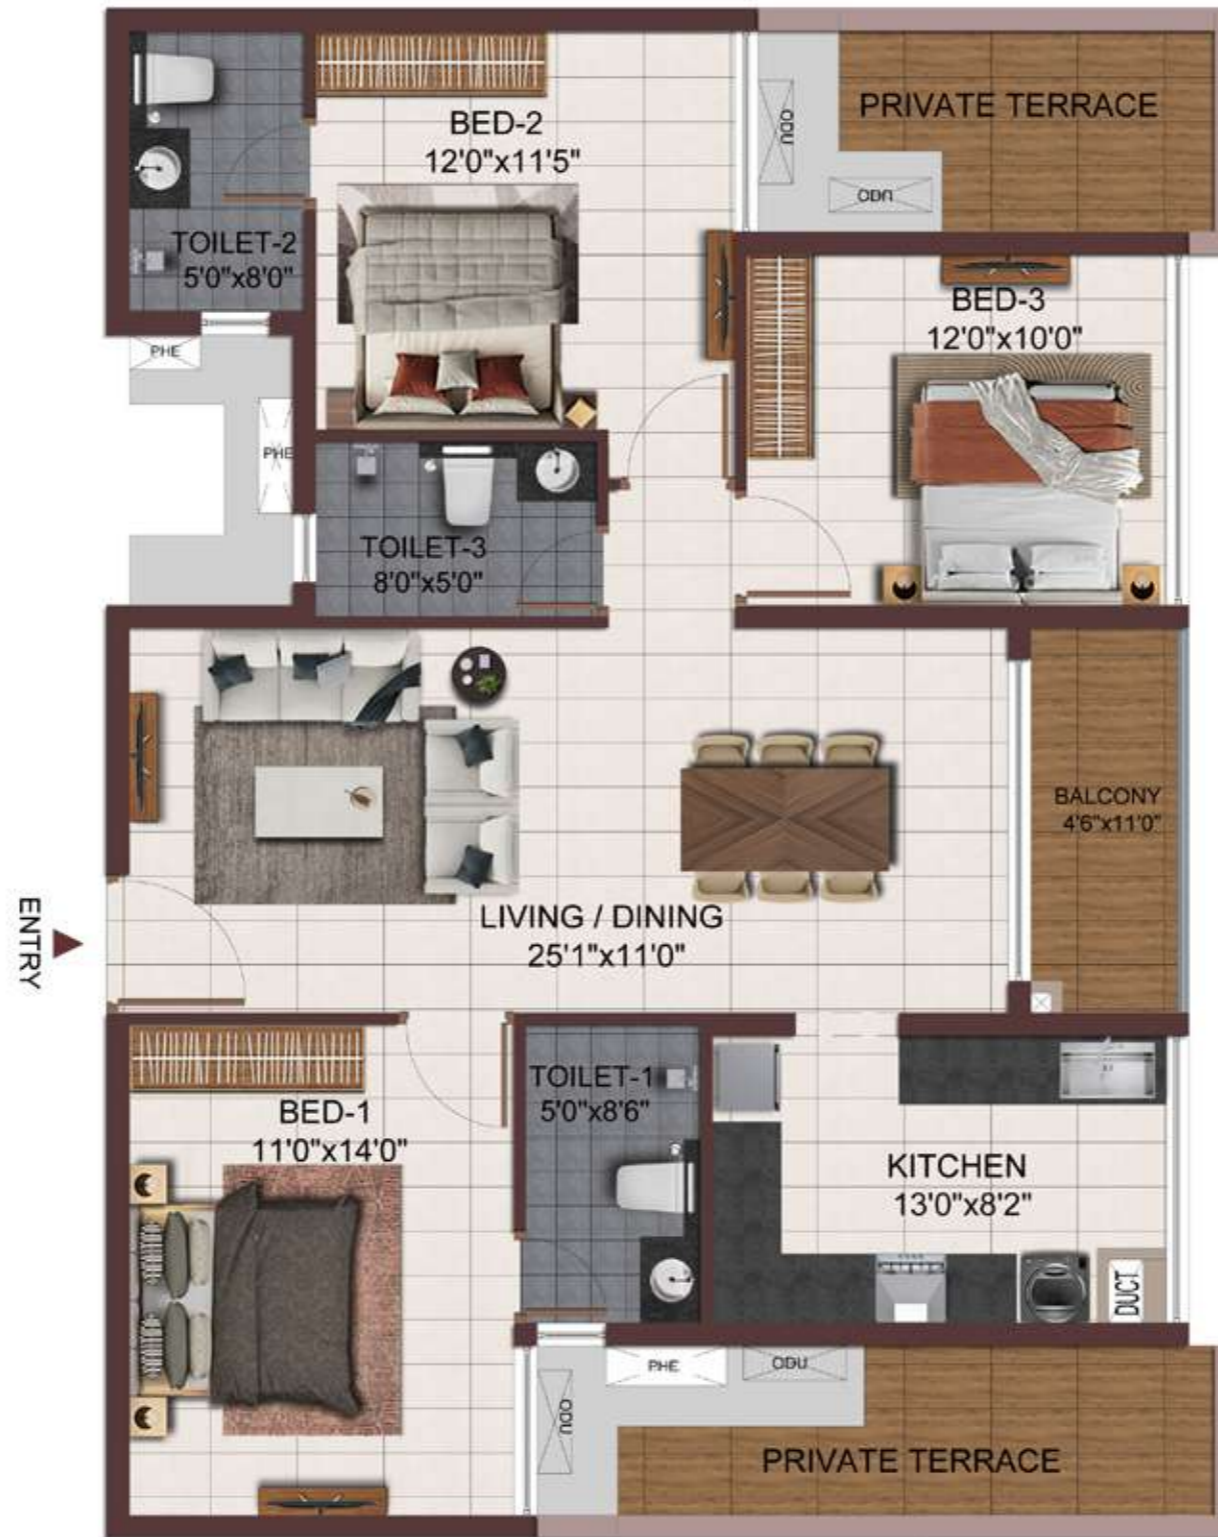 PRIVATE TERRACE
BED-2
12'0"x11'5"
ODU
ODU
TOILET-2
5'0"x8'0"
BED-3
12'0"x10'0"
PHE
PHE
TOILET-3
8'0"x5'0"
BALCONY
4'6"x11'0"
ENTRY
LIVING / DINING
25'1"x11'0"
TOILET-1
5'0"x8'6"
BED-1
11'0"x14'0"
KITCHEN
13'0"x8'2"
DUCT
PHE
ODU
ODU
PRIVATE TERRACE